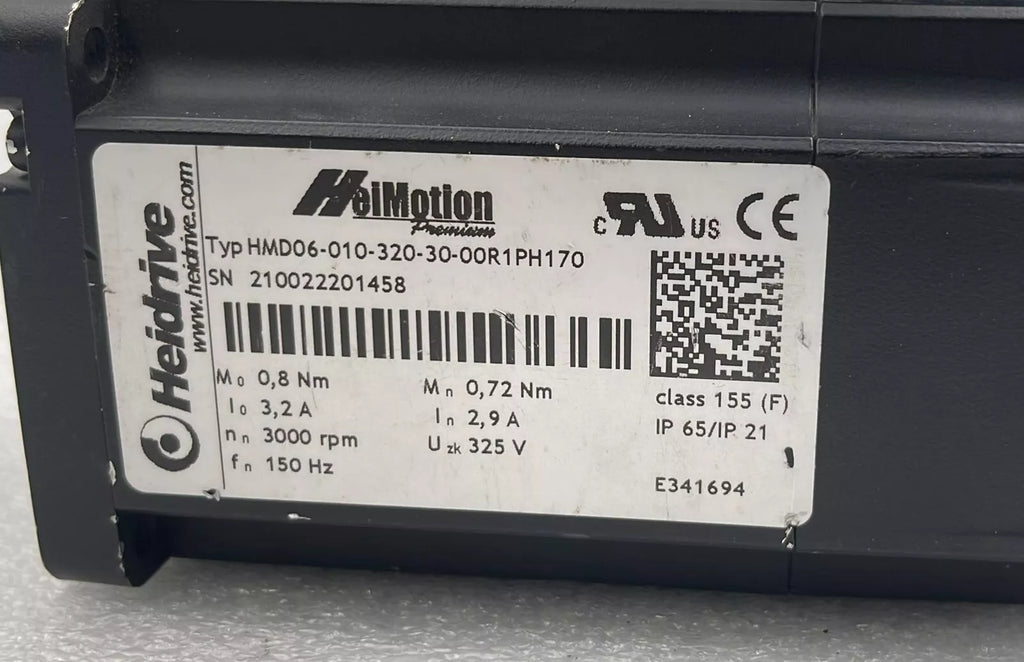 Heidrive
www.heidrive.com
HeiMotion
Premium
c RU US CE
Typ HMD06-010-320-30-00R1PH170
SN 210022201458
M0 0,8 Nm
Mn 0,72 Nm
I0 3,2 A
In 2,9 A
nn 3000 rpm
Uzk 325 V
fn 150 Hz
class 155 (F)
IP 65/IP 21
E341694